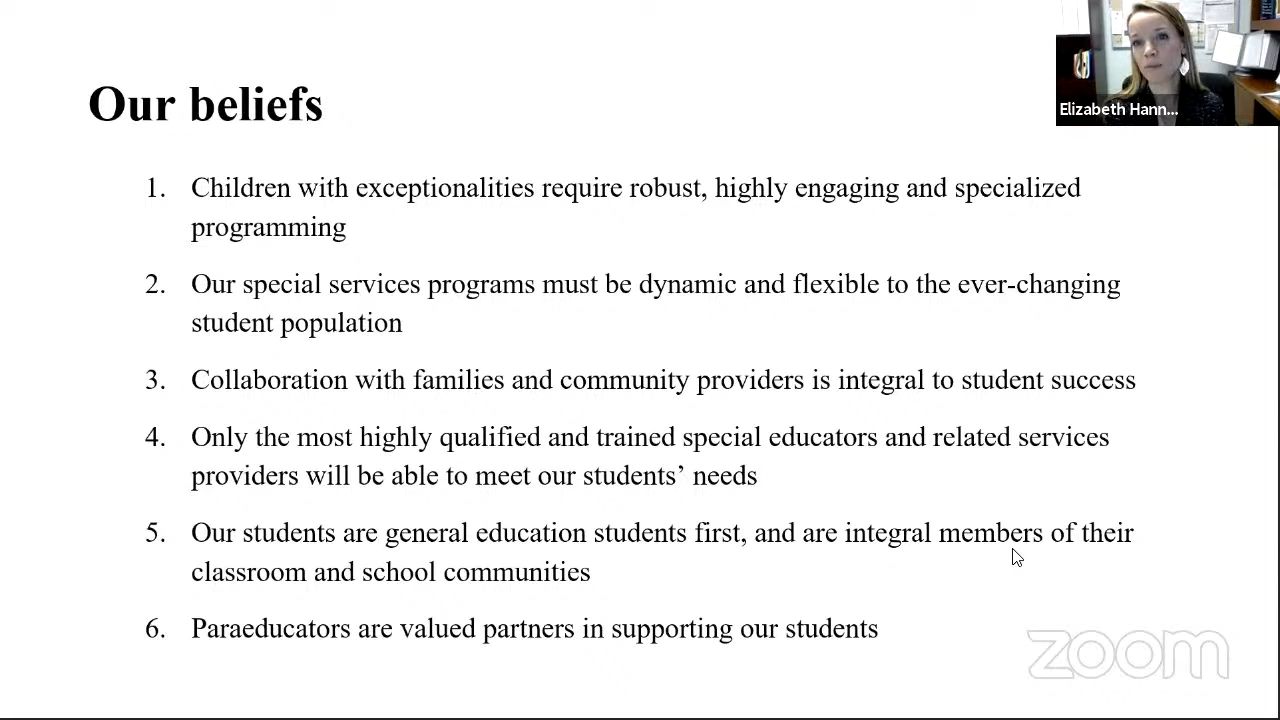 Elizabeth Hann...
Our beliefs
1. Children with exceptionalities require robust, highly engaging and specialized
programming
2. Our special services programs must be dynamic and flexible to the ever-changing
student population
3. Collaboration with families and community providers is integral to student success
4. Only the most highly qualified and trained special educators and related services
providers will be able to meet our students’ needs
5. Our students are general education students first, and are integral members of their
classroom and school communities
6. Paraeducators are valued partners in supporting our students
zoom